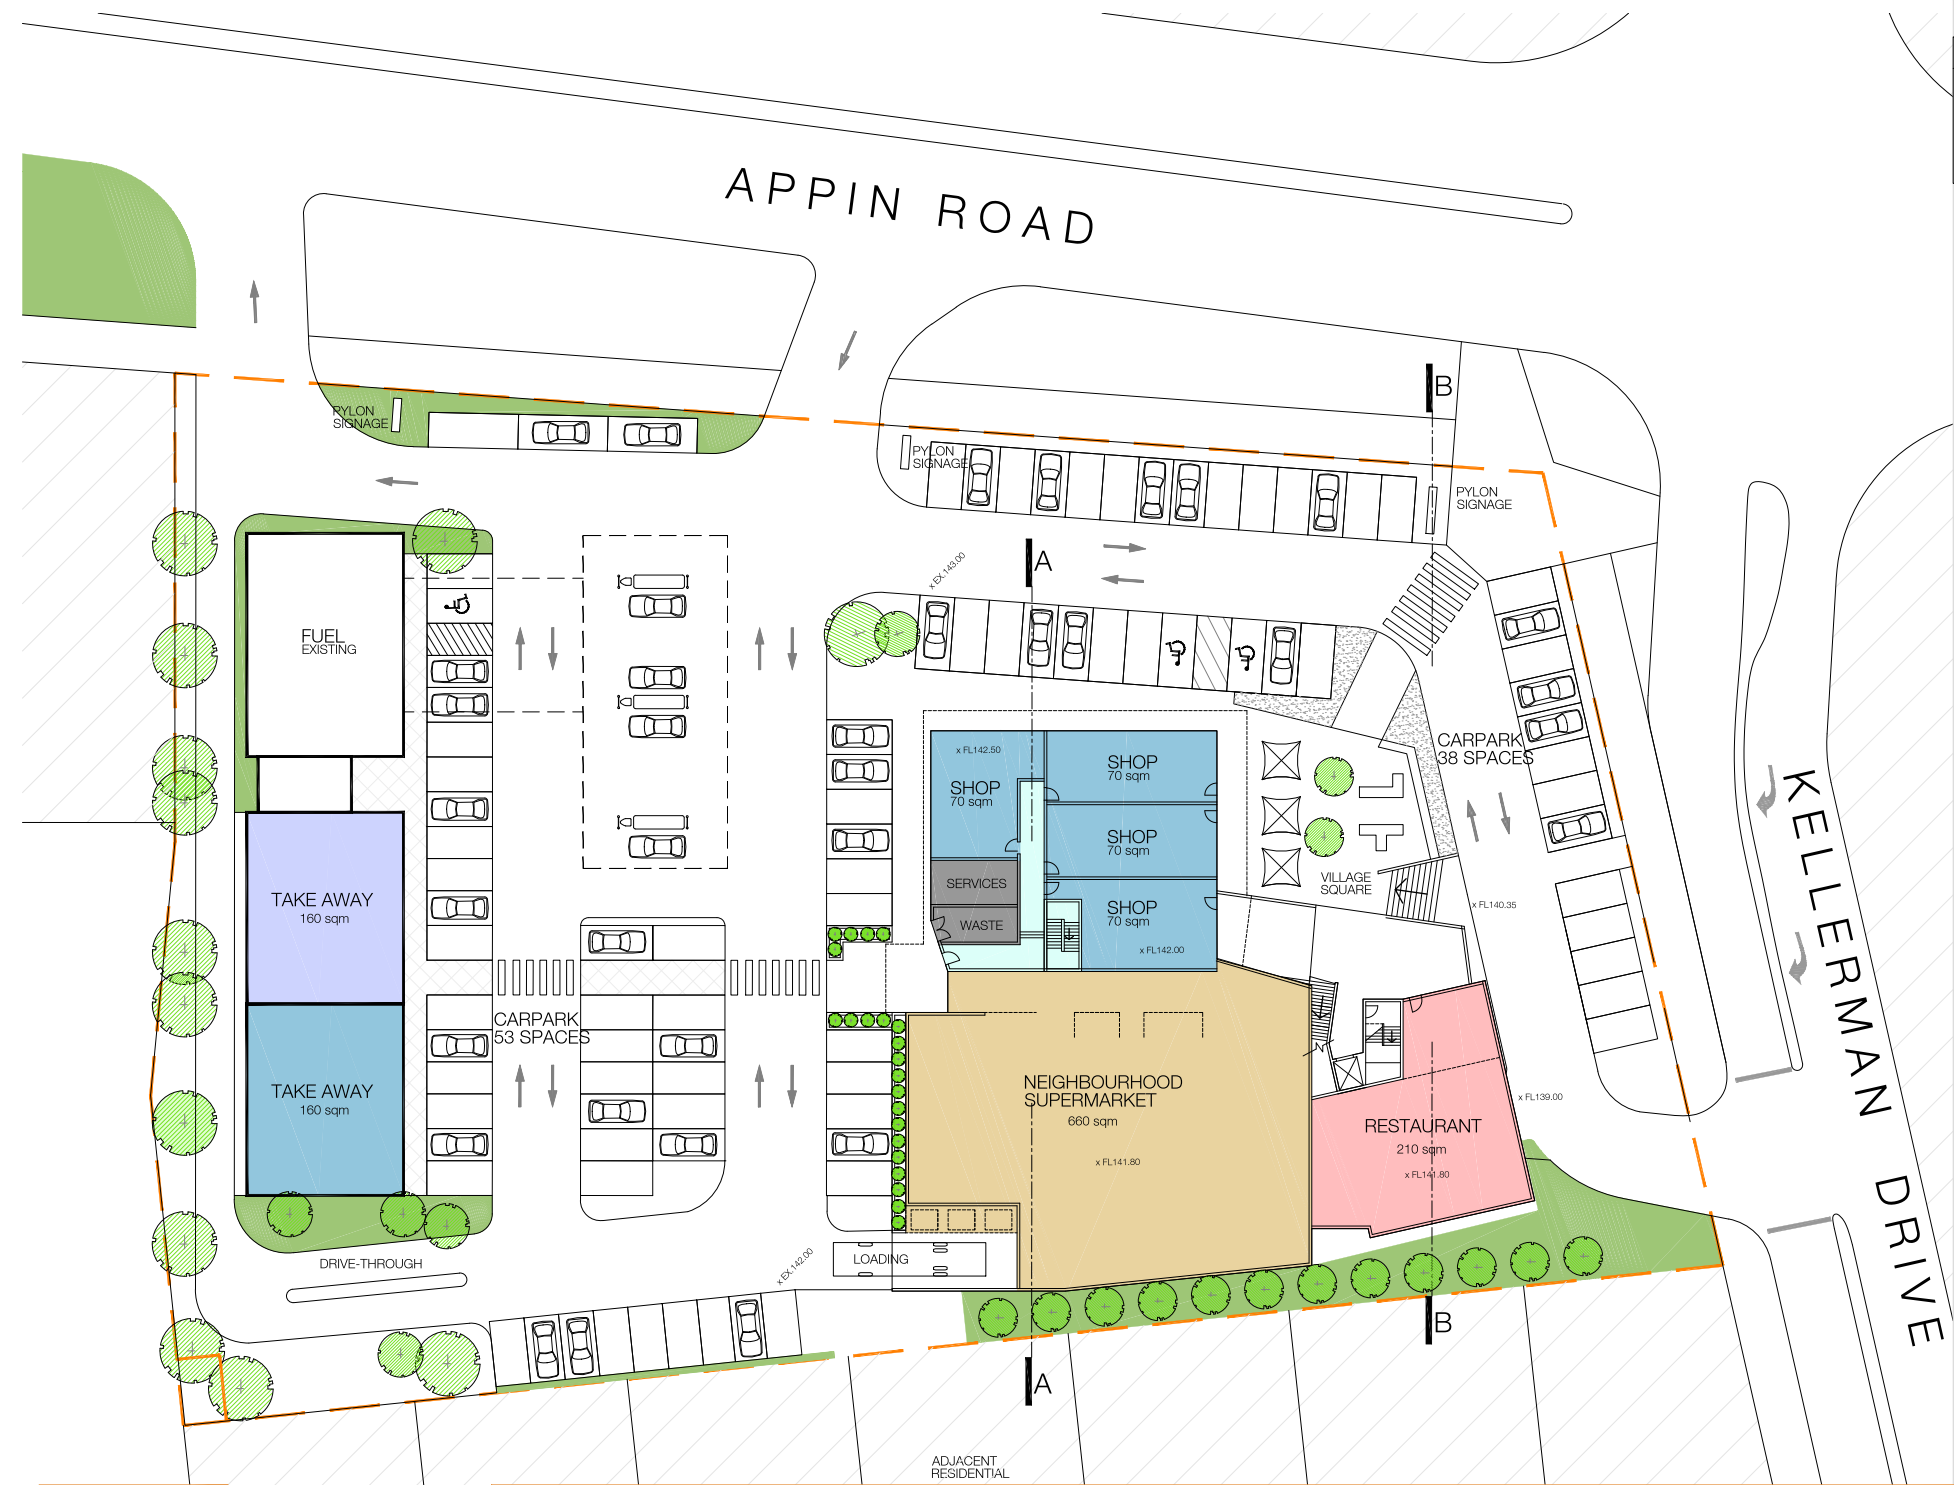 APPIN ROAD
B
PYLON
SIGNAGE
PYLON
SIGNAGE
PYLON
SIGNAGE
A
x EX.143.00
FUEL
EXISTING
CARPARK
38 SPACES
KELLERMAN DRIVE
x FL142.50
SHOP
70 sqm
SHOP
70 sqm
SHOP
70 sqm
SERVICES
VILLAGE
SQUARE
TAKE AWAY
160 sqm
SHOP
70 sqm
x FL140.35
WASTE
x FL142.00
CARPARK
53 SPACES
NEIGHBOURHOOD
SUPERMARKET
660 sqm
x FL141.80
TAKE AWAY
160 sqm
x FL139.00
RESTAURANT
210 sqm
x FL141.80
DRIVE-THROUGH
x EX.142.00
LOADING
B
A
ADJACENT
RESIDENTIAL